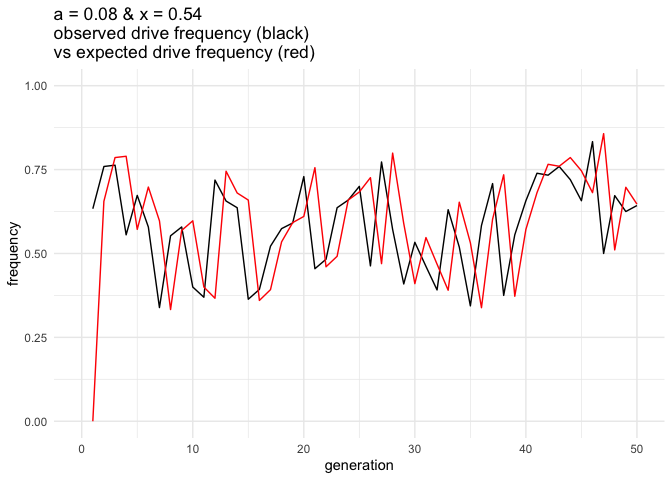 a = 0.08 & x = 0.54
observed drive frequency (black)
vs expected drive frequency (red)
1.00
0.75
0.50
0.25
0.00
frequency
0
10
20
30
40
50
generation